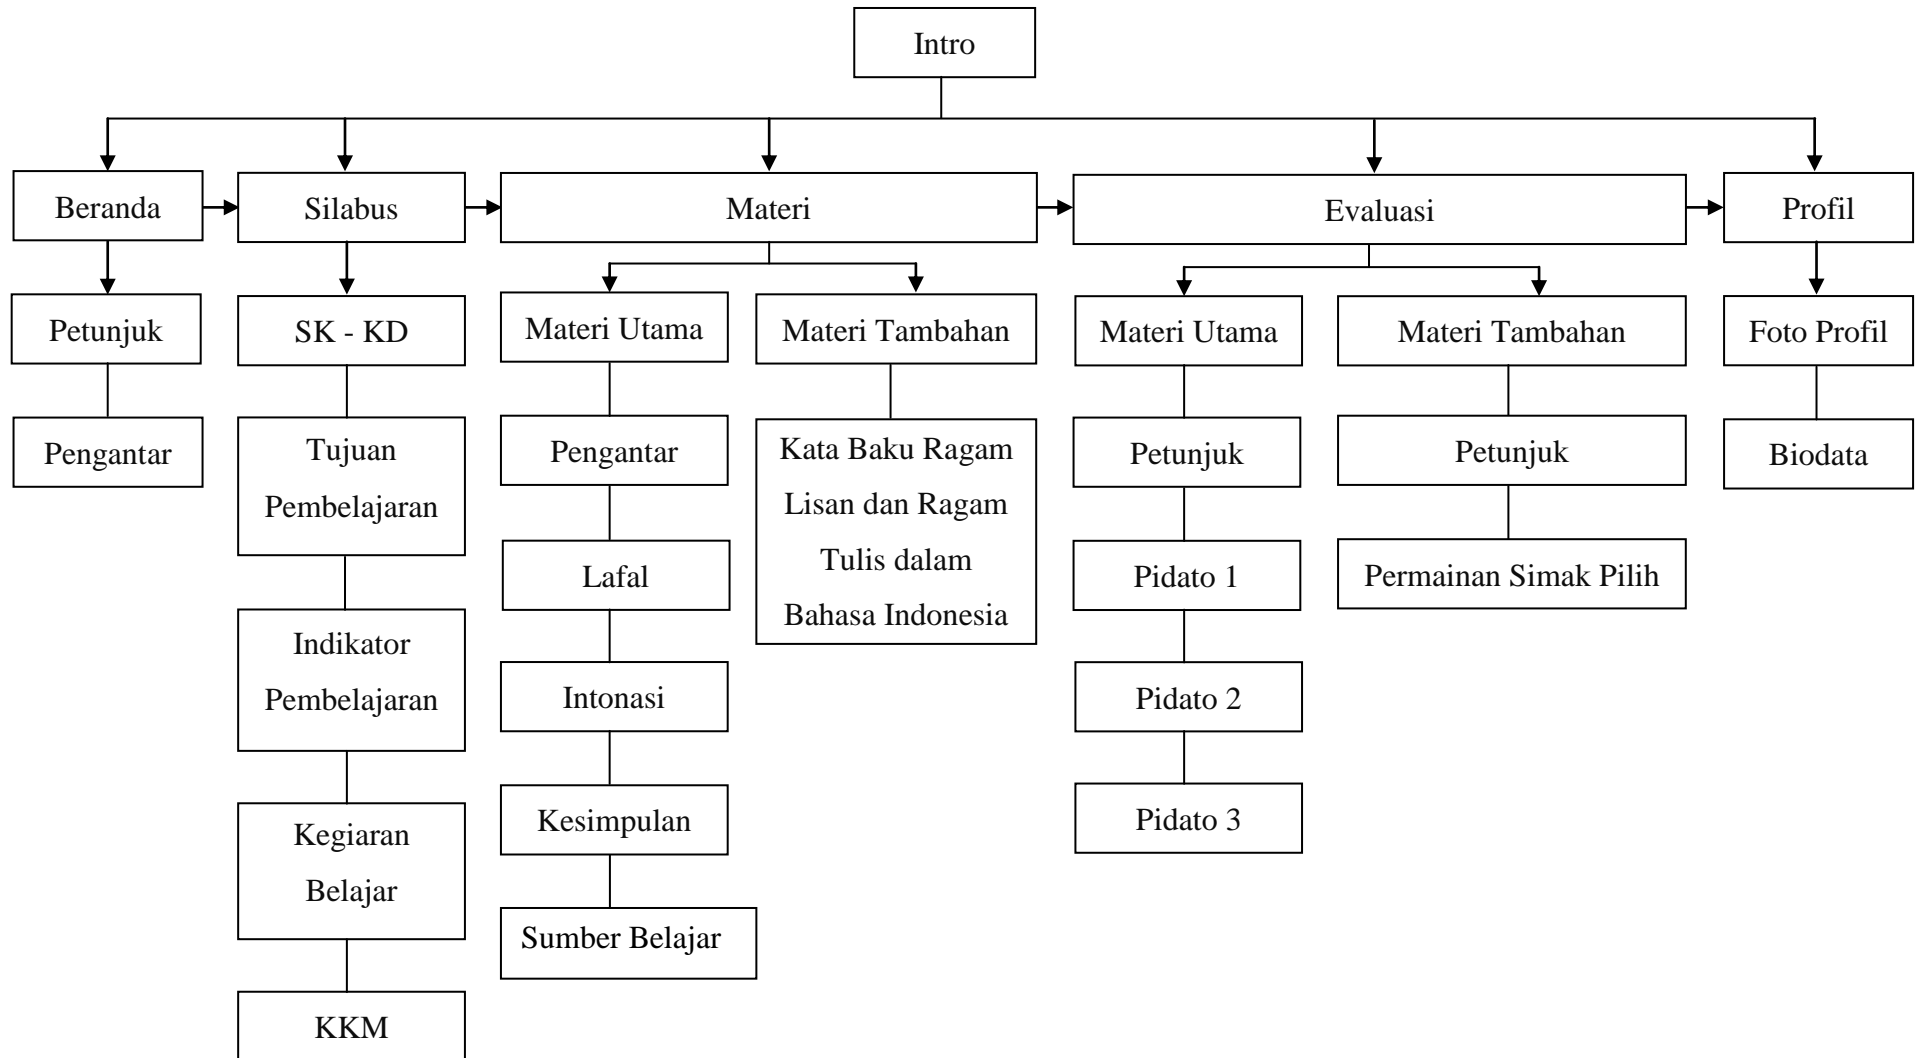 Intro
Beranda
Silabus
Materi
Evaluasi
Profil
Petunjuk
SK - KD
Materi Utama
Materi Tambahan
Materi Utama
Materi Tambahan
Foto Profil
Pengantar
Tujuan
Pembelajaran
Pengantar
Kata Baku Ragam
Lisan dan Ragam
Tulis dalam
Bahasa Indonesia
Petunjuk
Petunjuk
Biodata
Lafal
Pidato 1
Permainan Simak Pilih
Indikator
Pembelajaran
Intonasi
Pidato 2
Kegiaran
Belajar
Kesimpulan
Pidato 3
Sumber Belajar
KKM